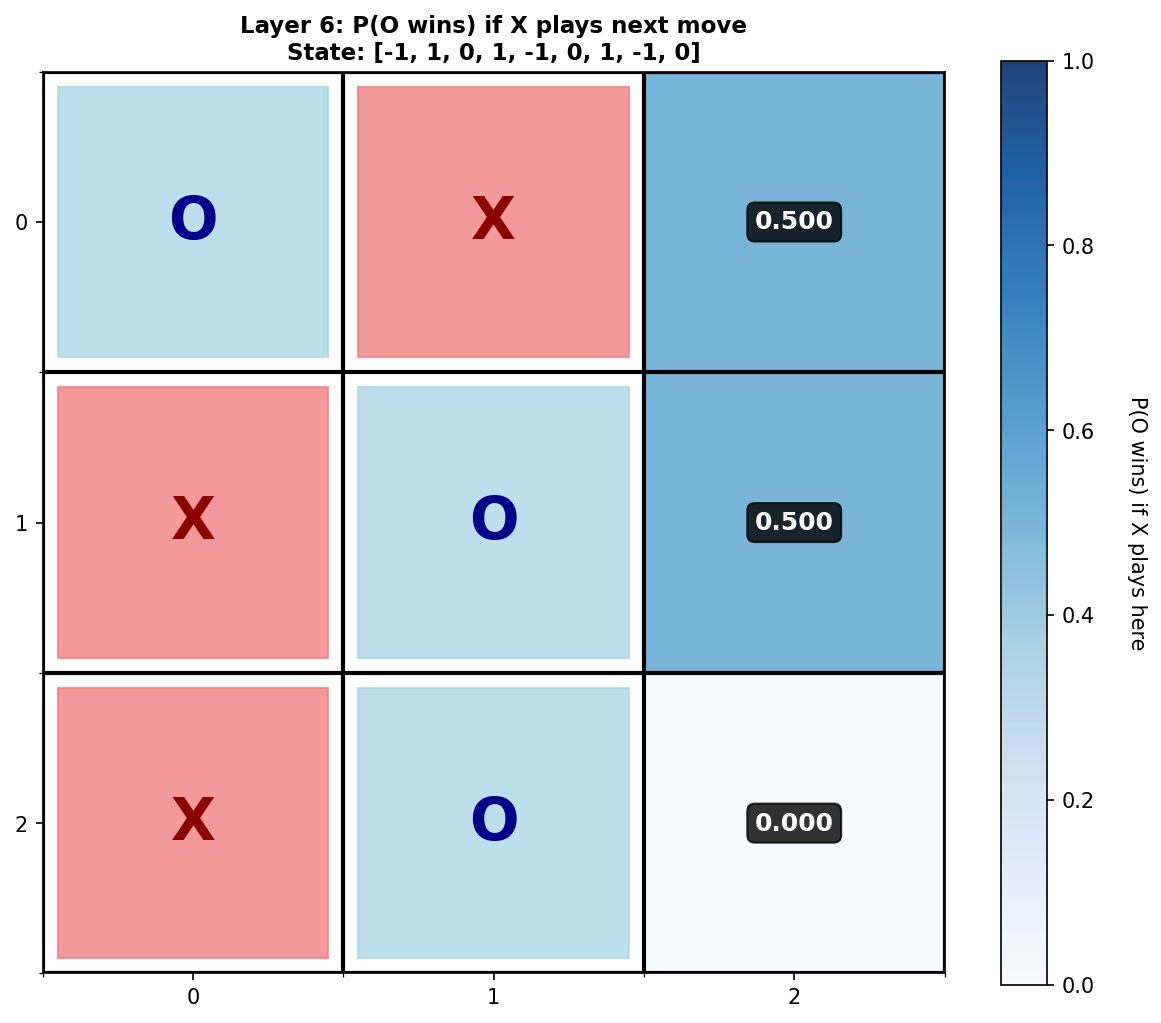 Layer 6: P(O wins) if X plays next move
State: [-1, 1, 0, 1, -1, 0, 1, -1, 0]
0
O
X
0.500
1
X
O
0.500
2
X
O
0.000
0
1
2
1.0
0.8
0.6
0.4
0.2
0.0
P(O wins) if X plays here